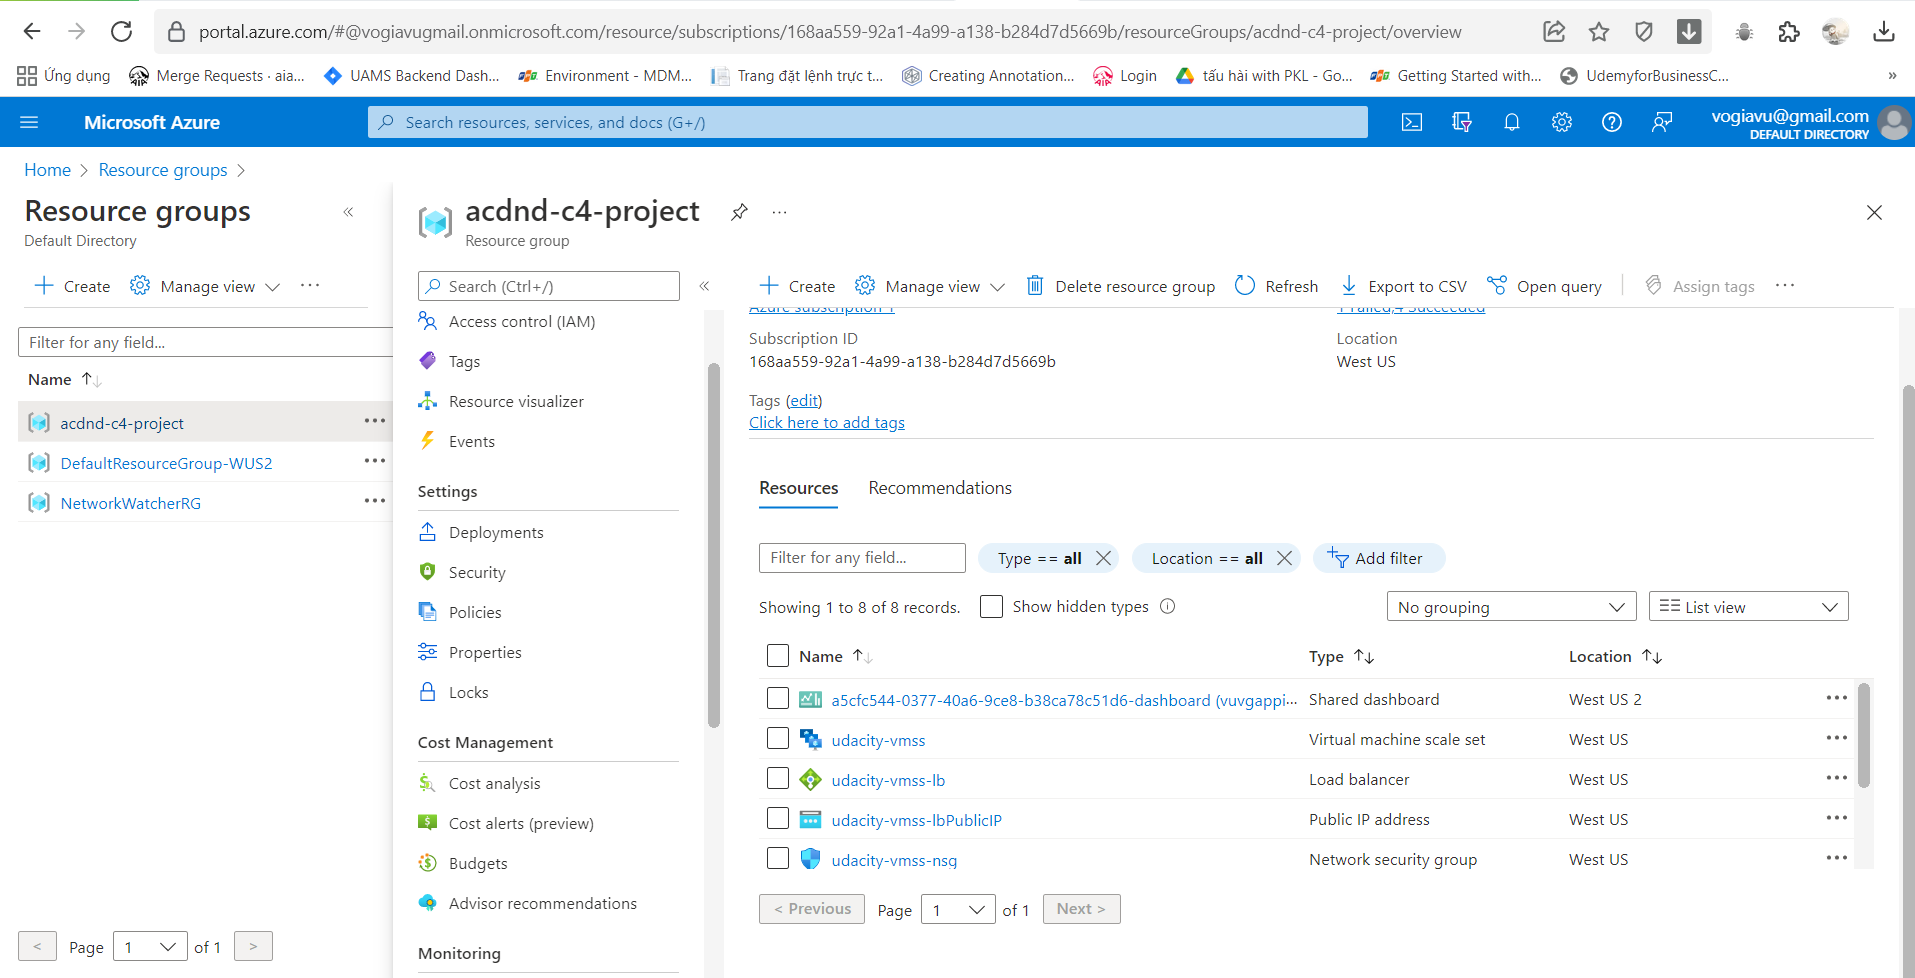 portal.azure.com/#@vogiavugmail.onmicrosoft.com/resource/subscriptions/168aa559-92a1-4a99-a138-b284d7d5669b/resourceGroups/acdnd-c4-project/overview
Ứng dụng Merge Requests · aia... UAMS Backend Dash... Environment - MDM... Trang đặt lệnh trực t... Creating Annotation... Login tấu hài with PKL - Go... Getting Started with... UdemyforBusinessC... »
Microsoft Azure
Search resources, services, and docs (G+/)
vogiavu@gmail.com
DEFAULT DIRECTORY
Home > Resource groups >
Resource groups «
Default Directory
+ Create Manage view ...
Filter for any field...
Name ↑↓
acdnd-c4-project ...
DefaultResourceGroup-WUS2 ...
NetworkWatcherRG ...
< Page 1 of 1 >
acdnd-c4-project ...
Resource group
Search (Ctrl+/) «
Access control (IAM)
Tags
Resource visualizer
Events
Settings
Deployments
Security
Policies
Properties
Locks
Cost Management
Cost analysis
Cost alerts (preview)
Budgets
Advisor recommendations
Monitoring
+ Create Manage view Delete resource group Refresh Export to CSV Open query Assign tags ...
Azure subscription 1
1 Failed,4 Succeeded
Subscription ID
168aa559-92a1-4a99-a138-b284d7d5669b
Location
West US
Tags (edit)
Click here to add tags
Resources Recommendations
Filter for any field... Type == all Location == all Add filter
Showing 1 to 8 of 8 records. Show hidden types No grouping List view
Name ↑↓ Type ↑↓ Location ↑↓
a5cfc544-0377-40a6-9ce8-b38ca78c51d6-dashboard (vuvgappi... Shared dashboard West US 2 ...
udacity-vmss Virtual machine scale set West US ...
udacity-vmss-lb Load balancer West US ...
udacity-vmss-lbPublicIP Public IP address West US ...
udacity-vmss-nsg Network security group West US ...
< Previous Page 1 of 1 Next >